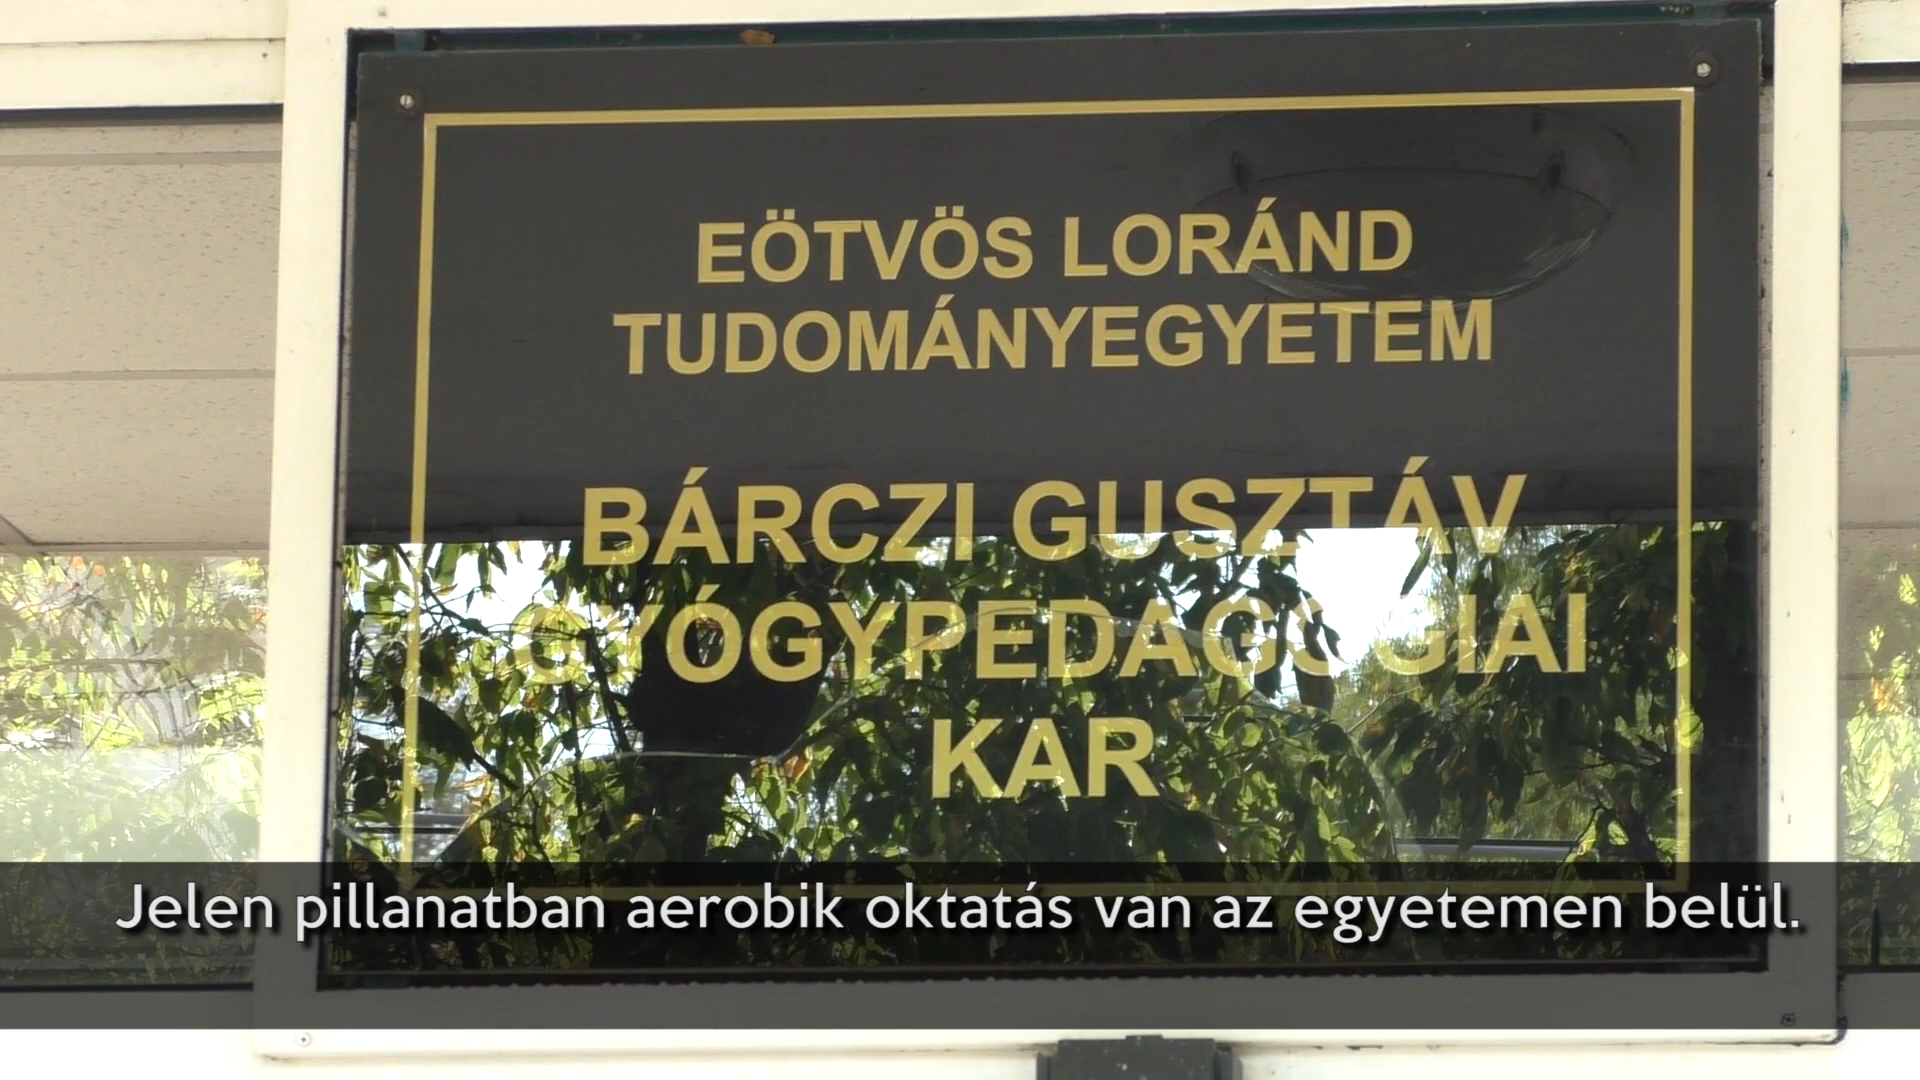 EÖTVÖS LORÁND
TUDOMÁNYEGYETEM
BÁRCZI GUSZTÁV
GYÓGYPEDAGÓGIAI
KAR
Jelen pillanatban aerobik oktatás van az egyetemen belül.